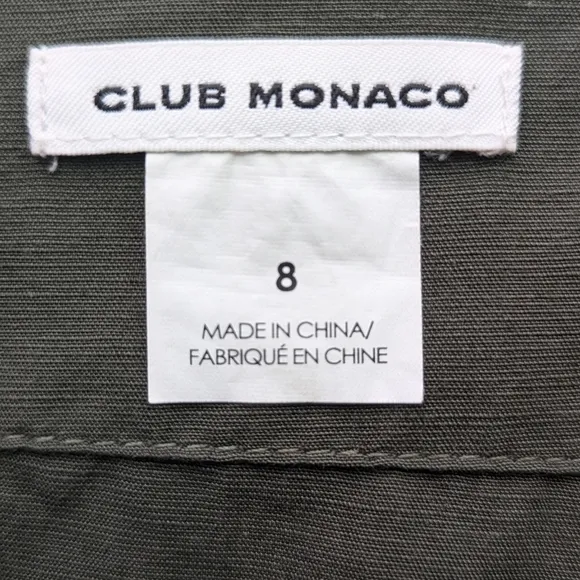 CLUB MONACO
8
MADE IN CHINA/
FABRIQUÉ EN CHINE